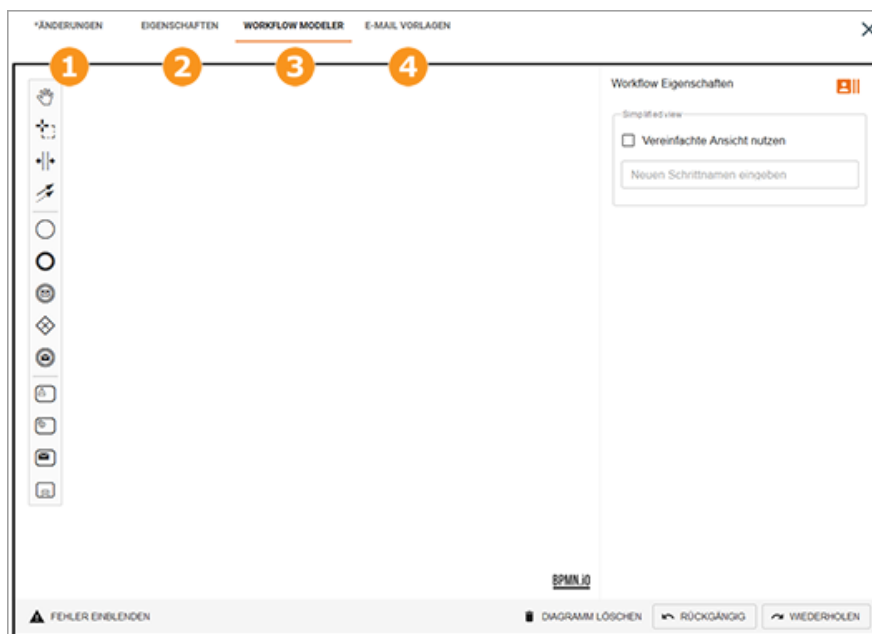 *ÄNDERUNGEN EIGENSCHAFTEN WORKFLOW MODELER E-MAIL VORLAGEN
1 2 3 4
Workflow Eigenschaften
Simplified view
Vereinfachte Ansicht nutzen
Neuen Schrittnamen eingeben
BPMN.iO
FEHLER EINBLENDEN DIAGRAMM LÖSCHEN RÜCKGÄNGIG WIEDERHOLEN